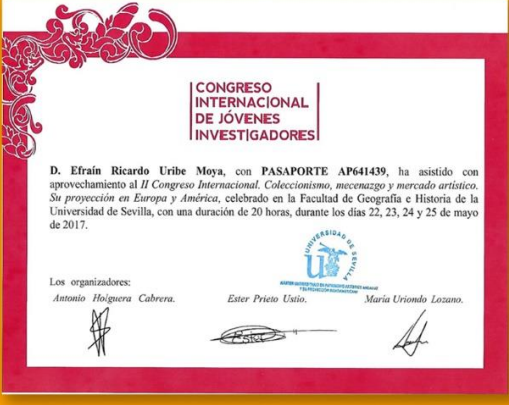 CONGRESO
INTERNACIONAL
DE JÓVENES
INVESTIGADORES
D. Efraín Ricardo Uribe Moya, con PASAPORTE AP641439, ha asistido con
aprovechamiento al II Congreso Internacional. Coleccionismo, mecenazgo y mercado artístico.
Su proyección en Europa y América, celebrado en la Facultad de Geografía e Historia de la
Universidad de Sevilla, con una duración de 20 horas, durante los días 22, 23, 24 y 25 de mayo
de 2017.
UNIVERSIDAD DE SEVILLA
Los organizadores:
Antonio Holguera Cabrera. Ester Prieto Ustio. María Uriondo Lozano.